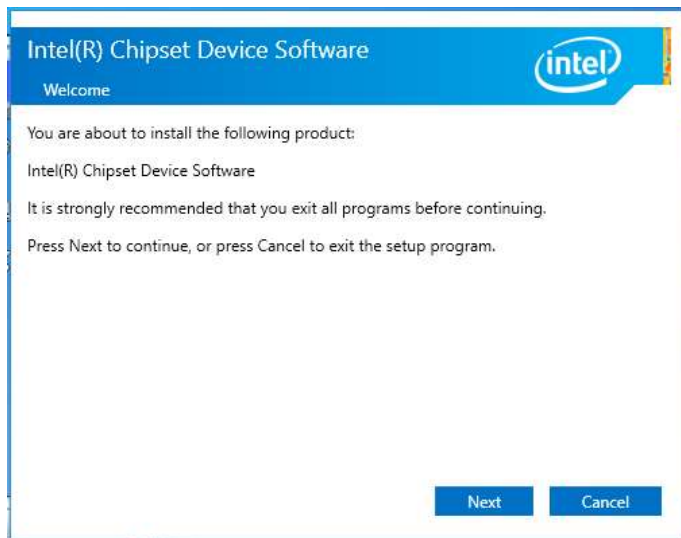 Intel(R) Chipset Device Software
intel
Welcome
You are about to install the following product:
Intel(R) Chipset Device Software
It is strongly recommended that you exit all programs before continuing.
Press Next to continue, or press Cancel to exit the setup program.
Next
Cancel